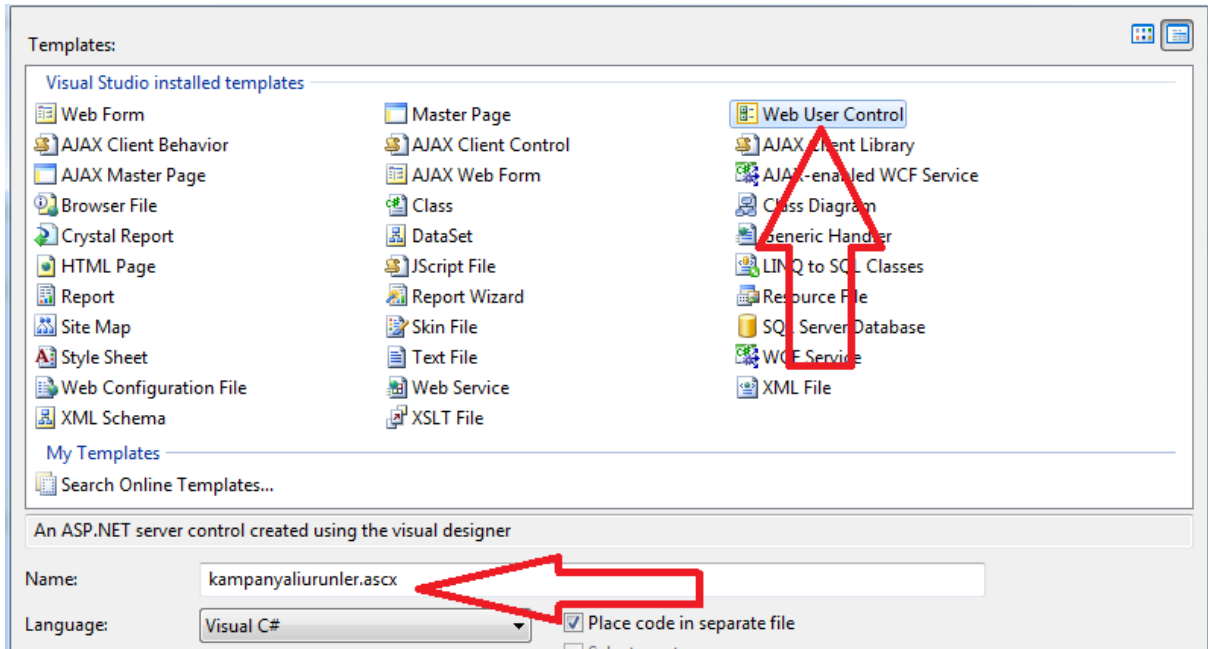 Templates:
Visual Studio installed templates
Web Form
Master Page
Web User Control
AJAX Client Behavior
AJAX Client Control
AJAX Client Library
AJAX Master Page
AJAX Web Form
AJAX-enabled WCF Service
Browser File
Class
Class Diagram
Crystal Report
DataSet
Generic Handler
HTML Page
JScript File
LINQ to SQL Classes
Report
Report Wizard
Resource File
Site Map
Skin File
SQL Server Database
Style Sheet
Text File
WCF Service
Web Configuration File
Web Service
XML File
XML Schema
XSLT File
My Templates
Search Online Templates...
An ASP.NET server control created using the visual designer
Name: kampanyaliurunler.ascx
Language: Visual C# Place code in separate file